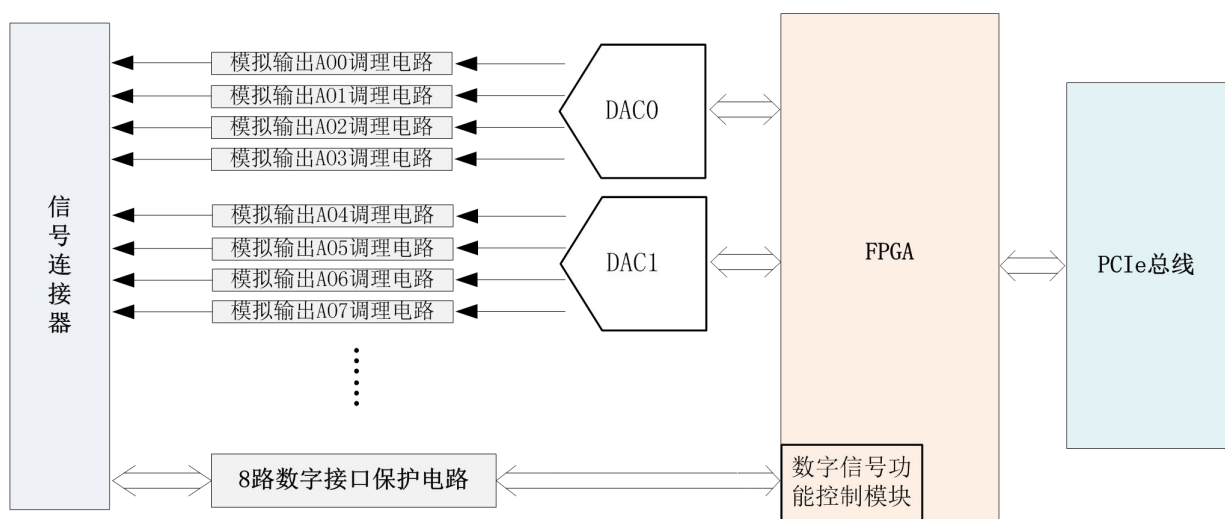 信号连接器
模拟输出AO0调理电路
模拟输出AO1调理电路
模拟输出AO2调理电路
模拟输出AO3调理电路
DAC0
模拟输出AO4调理电路
模拟输出AO5调理电路
模拟输出AO6调理电路
模拟输出AO7调理电路
DAC1
8路数字接口保护电路
FPGA
数字信号功
能控制模块
PCIe总线